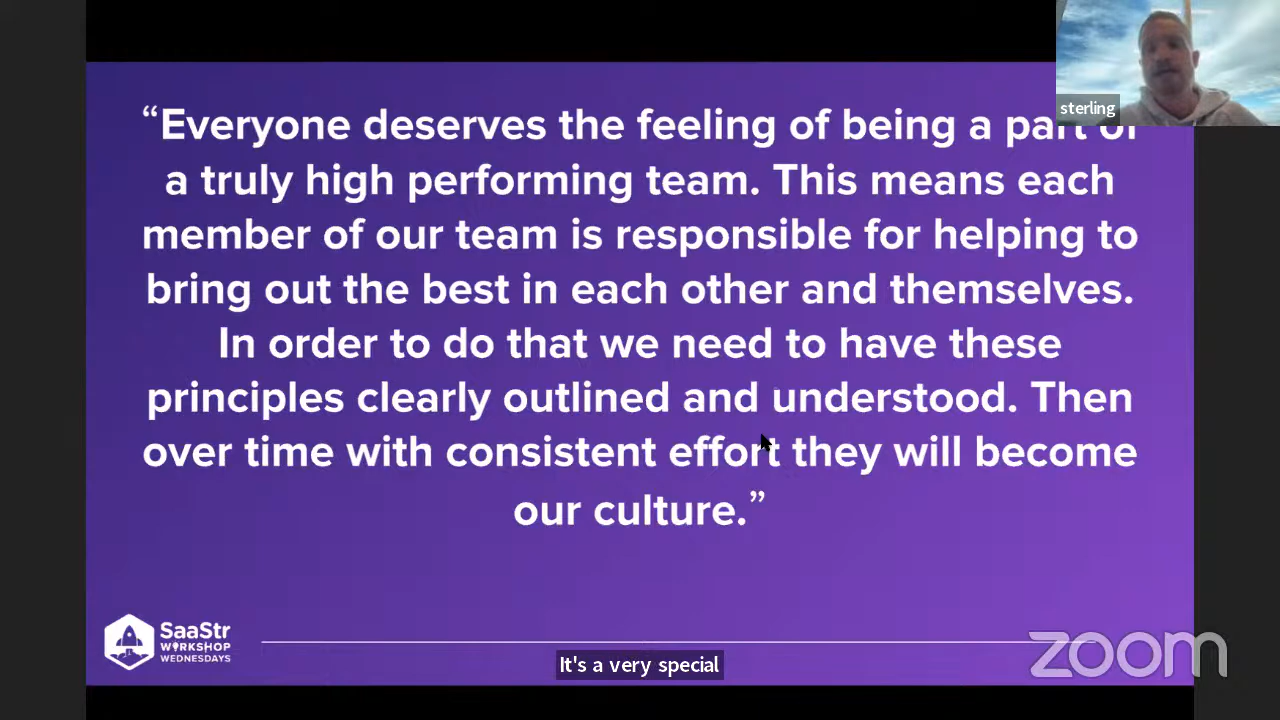 sterling
“Everyone deserves the feeling of being a part of
a truly high performing team. This means each
member of our team is responsible for helping to
bring out the best in each other and themselves.
In order to do that we need to have these
principles clearly outlined and understood. Then
over time with consistent effort they will become
our culture.”
SaaStr
WORKSHOP
WEDNESDAYS
It's a very special
zoom